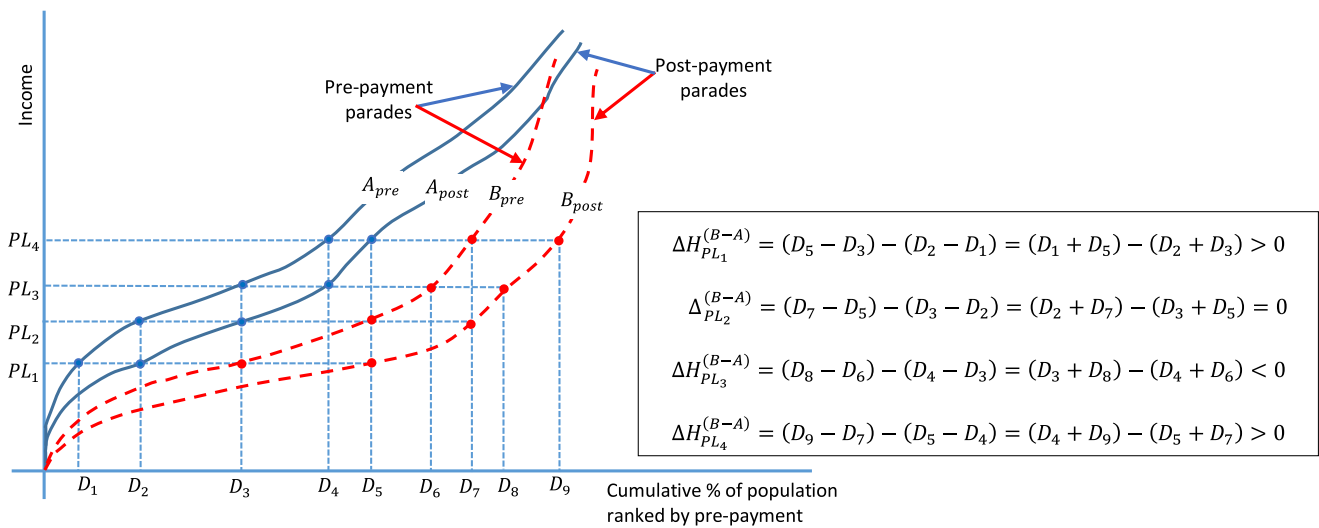 Income
Pre-payment
parades
Post-payment
parades
A_pre
A_post
B_pre
B_post
PL_4
PL_3
PL_2
PL_1
D_1 D_2 D_3 D_4 D_5 D_6 D_7 D_8 D_9
Cumulative % of population
ranked by pre-payment
ΔH_{PL_1}^{(B−A)} = (D_5 − D_3) − (D_2 − D_1) = (D_1 + D_5) − (D_2 + D_3) > 0
Δ_{PL_2}^{(B−A)} = (D_7 − D_5) − (D_3 − D_2) = (D_2 + D_7) − (D_3 + D_5) = 0
ΔH_{PL_3}^{(B−A)} = (D_8 − D_6) − (D_4 − D_3) = (D_3 + D_8) − (D_4 + D_6) < 0
ΔH_{PL_4}^{(B−A)} = (D_9 − D_7) − (D_5 − D_4) = (D_4 + D_9) − (D_5 + D_7) > 0